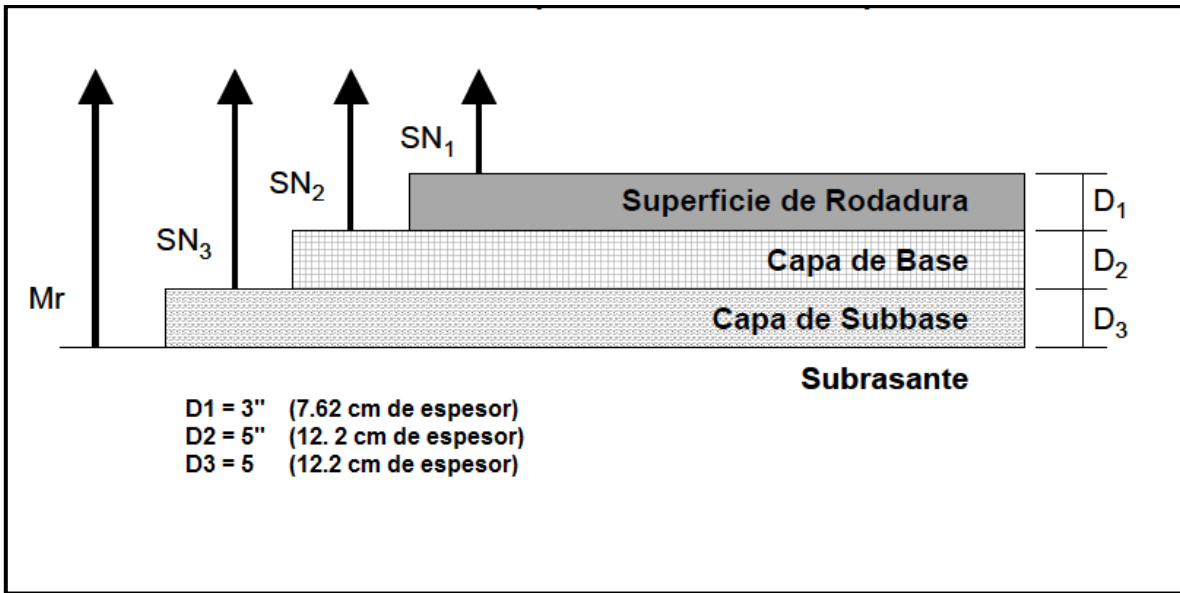 SN1
Superficie de Rodadura
D1
SN2
Capa de Base
D2
SN3
Capa de Subbase
D3
Mr
Subrasante
D1 = 3" (7.62 cm de espesor)
D2 = 5" (12. 2 cm de espesor)
D3 = 5 (12.2 cm de espesor)